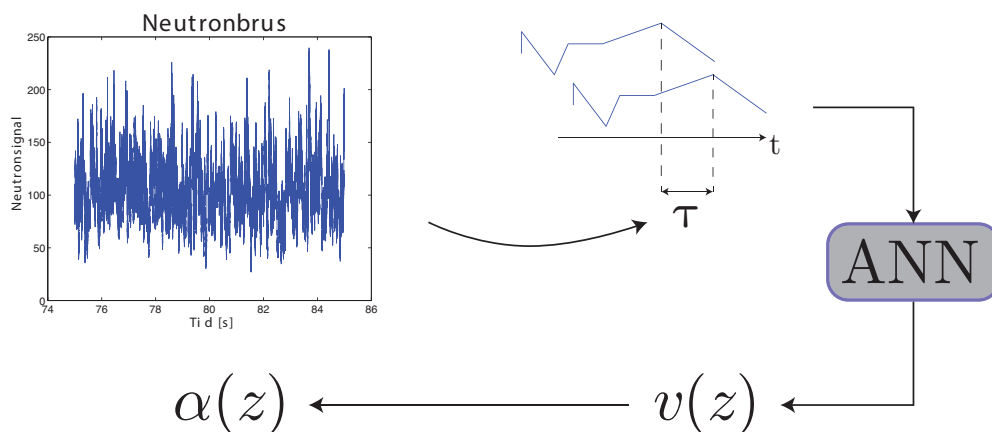 Neutronbrus
Neutronsignal
250
200
150
100
50
0
74 76 78 80 82 84 86
Ti d [s]
t
τ
ANN
α(z)
v(z)